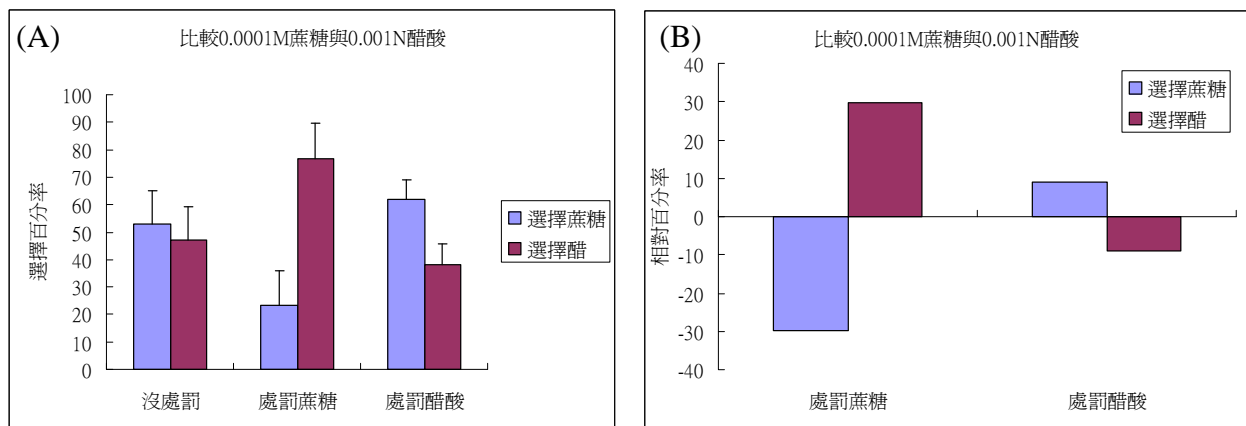 (A)
比較0.0001M蔗糖與0.001N醋酸
選擇百分率
100
90
80
70
60
50
40
30
20
10
0
沒處罰
處罰蔗糖
處罰醋酸
選擇蔗糖
選擇醋
(B)
比較0.0001M蔗糖與0.001N醋酸
相對百分率
40
30
20
10
0
-10
-20
-30
-40
處罰蔗糖
處罰醋酸
選擇蔗糖
選擇醋